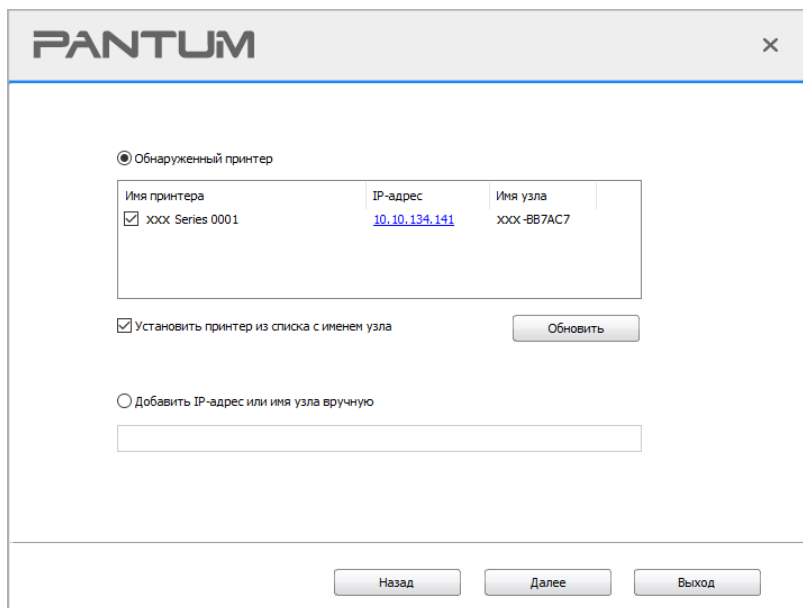 PANTUM
Обнаруженный принтер
Имя принтера IP-адрес Имя узла
XXX Series 0001 10.10.134.141 XXX-BB7AC7
Установить принтер из списка с именем узла Обновить
Добавить IP-адрес или имя узла вручную
Назад Далее Выход